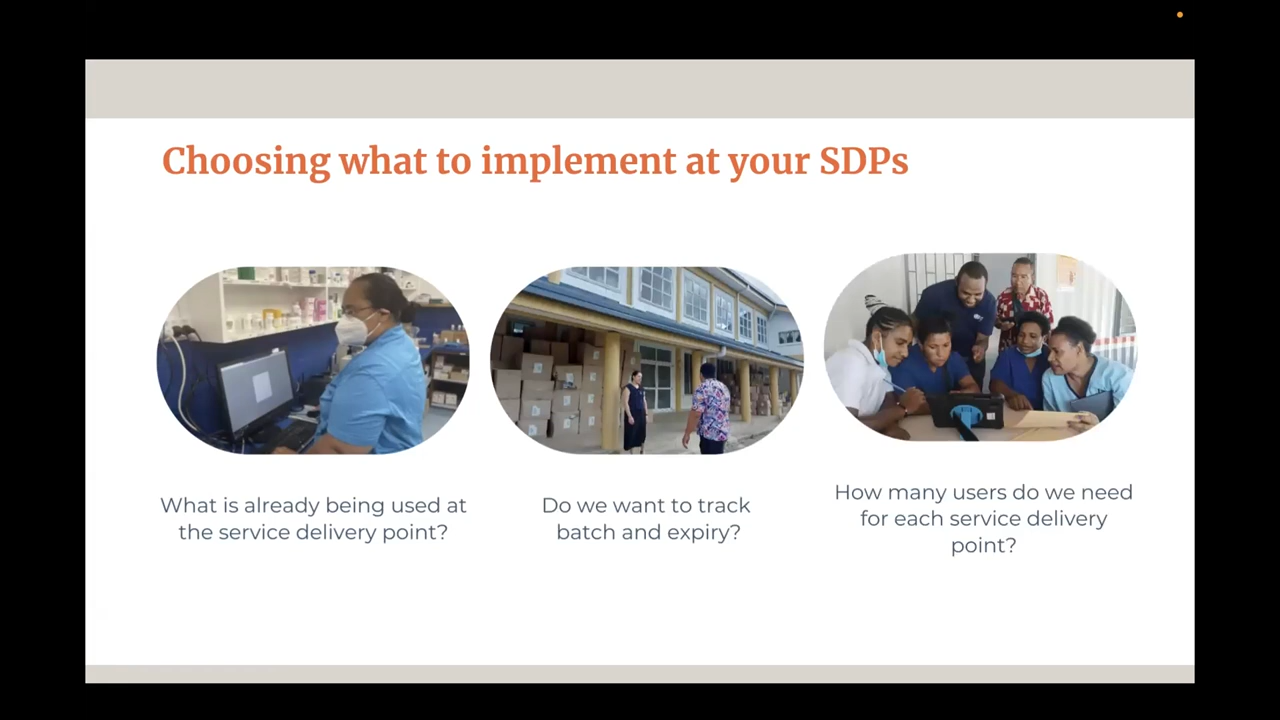 Choosing what to implement at your SDPs
What is already being used at
the service delivery point?
Do we want to track
batch and expiry?
How many users do we need
for each service delivery
point?